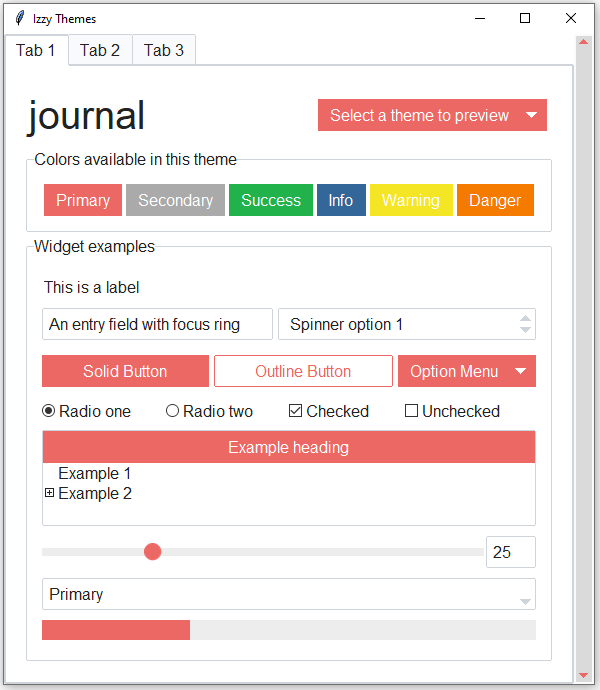 Izzy Themes
Tab 1 Tab 2 Tab 3
journal Select a theme to preview
Colors available in this theme
Primary Secondary Success Info Warning Danger
Widget examples
This is a label
An entry field with focus ring Spinner option 1
Solid Button Outline Button Option Menu
Radio one Radio two Checked Unchecked
Example heading
Example 1
Example 2
25
Primary